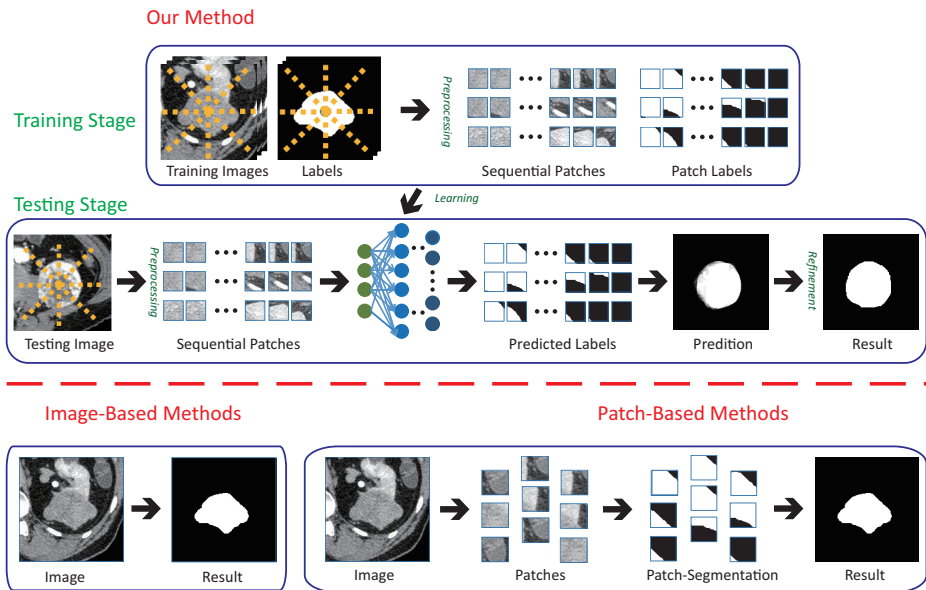 Our Method
Training Stage
Preprocessing
Training Images
Labels
Sequential Patches
Patch Labels
Learning
Testing Stage
Preprocessing
Refinement
Testing Image
Sequential Patches
Predicted Labels
Predition
Result
Image-Based Methods
Patch-Based Methods
Image
Result
Image
Patches
Patch-Segmentation
Result